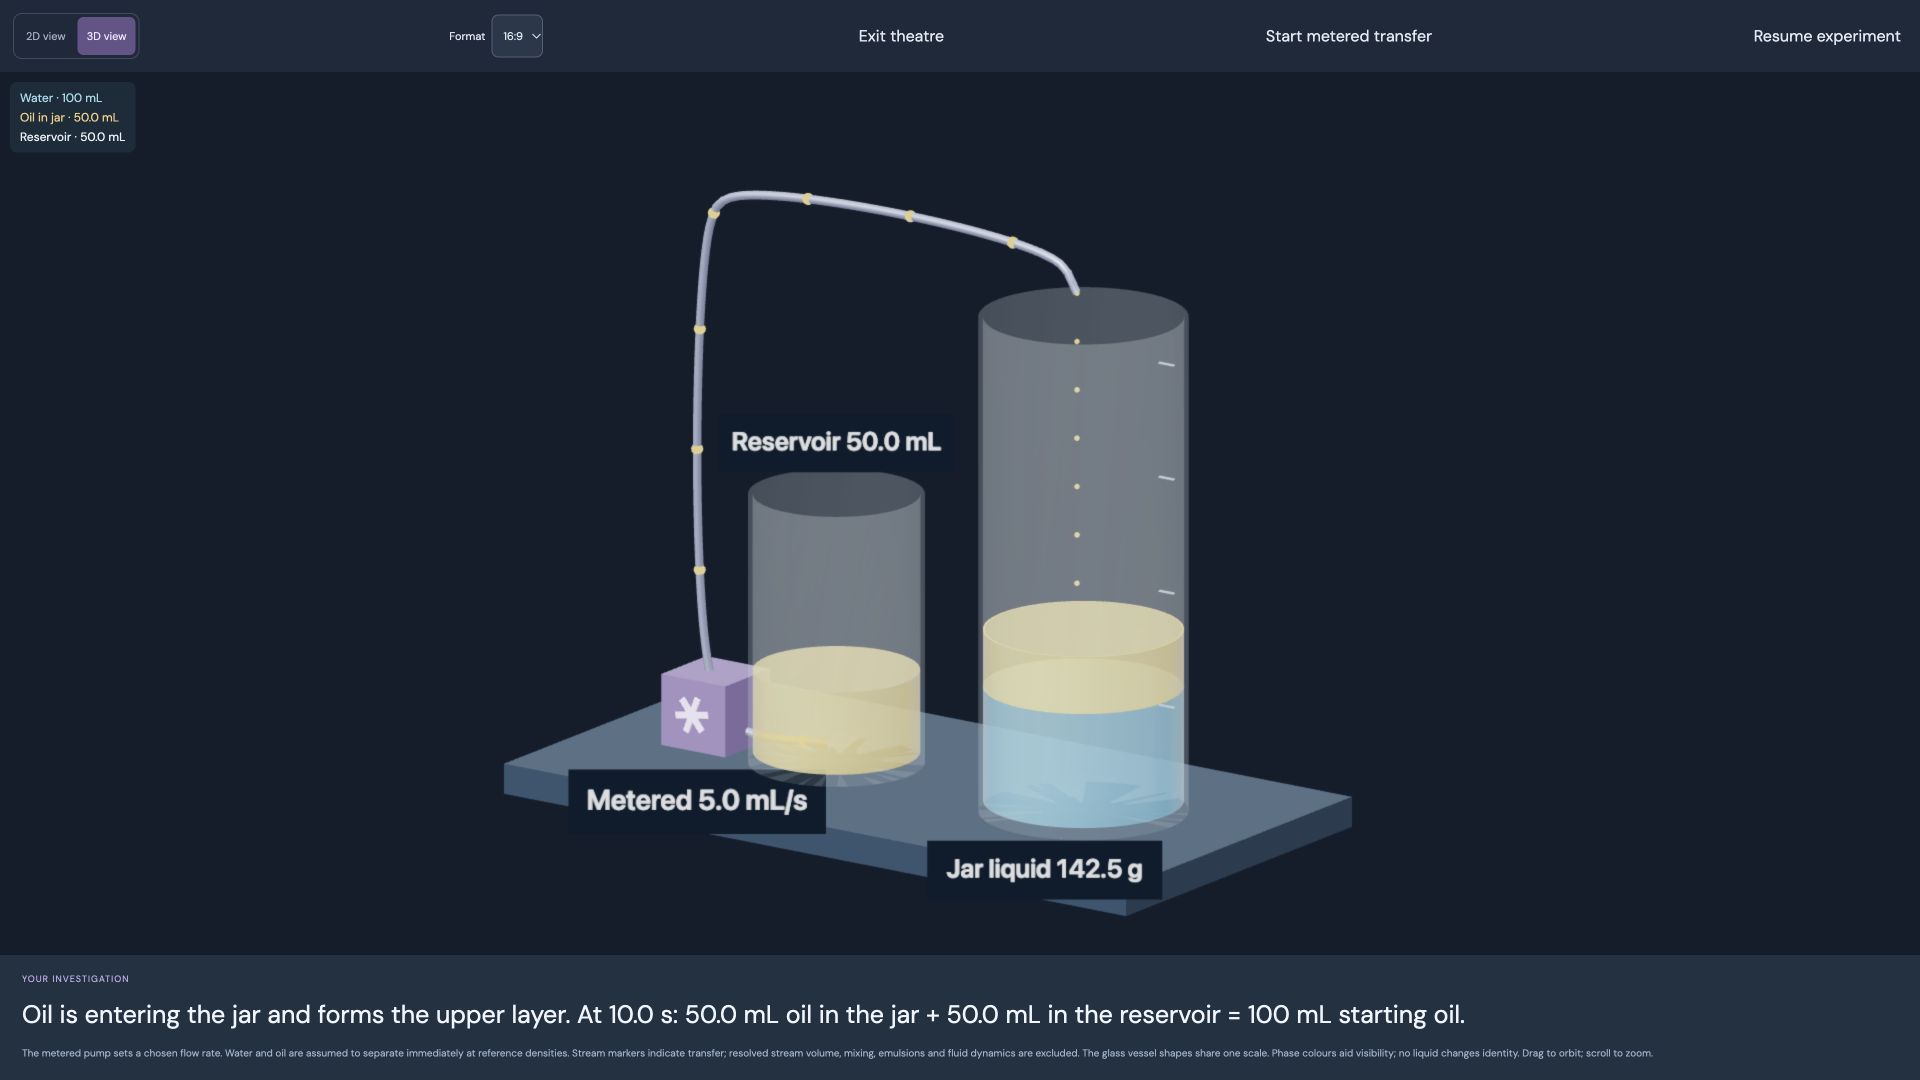 2D view
3D view
Format
16:9
Exit theatre
Start metered transfer
Resume experiment
Water · 100 mL
Oil in jar · 50.0 mL
Reservoir · 50.0 mL
Reservoir 50.0 mL
Metered 5.0 mL/s
Jar liquid 142.5 g
YOUR INVESTIGATION
Oil is entering the jar and forms the upper layer. At 10.0 s: 50.0 mL oil in the jar + 50.0 mL in the reservoir = 100 mL starting oil.
The metered pump sets a chosen flow rate. Water and oil are assumed to separate immediately at reference densities. Stream markers indicate transfer; resolved stream volume, mixing, emulsions and fluid dynamics are excluded. The glass vessel shapes share one scale. Phase colours aid visibility; no liquid changes identity. Drag to orbit; scroll to zoom.